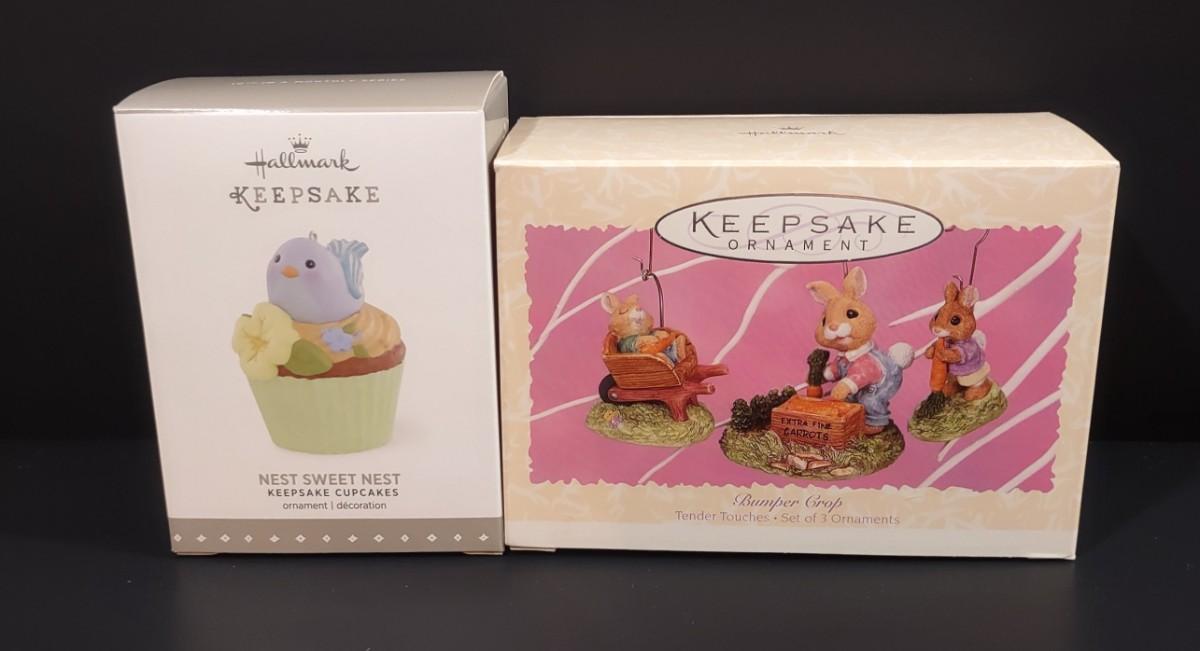 Hallmark
KEEPSAKE
NEST SWEET NEST
KEEPSAKE CUPCAKES
ornament | décoration
Hallmark
KEEPSAKE
ORNAMENT
EXTRA FINE
CARROTS
Bumper Crop
Tender Touches • Set of 3 Ornaments